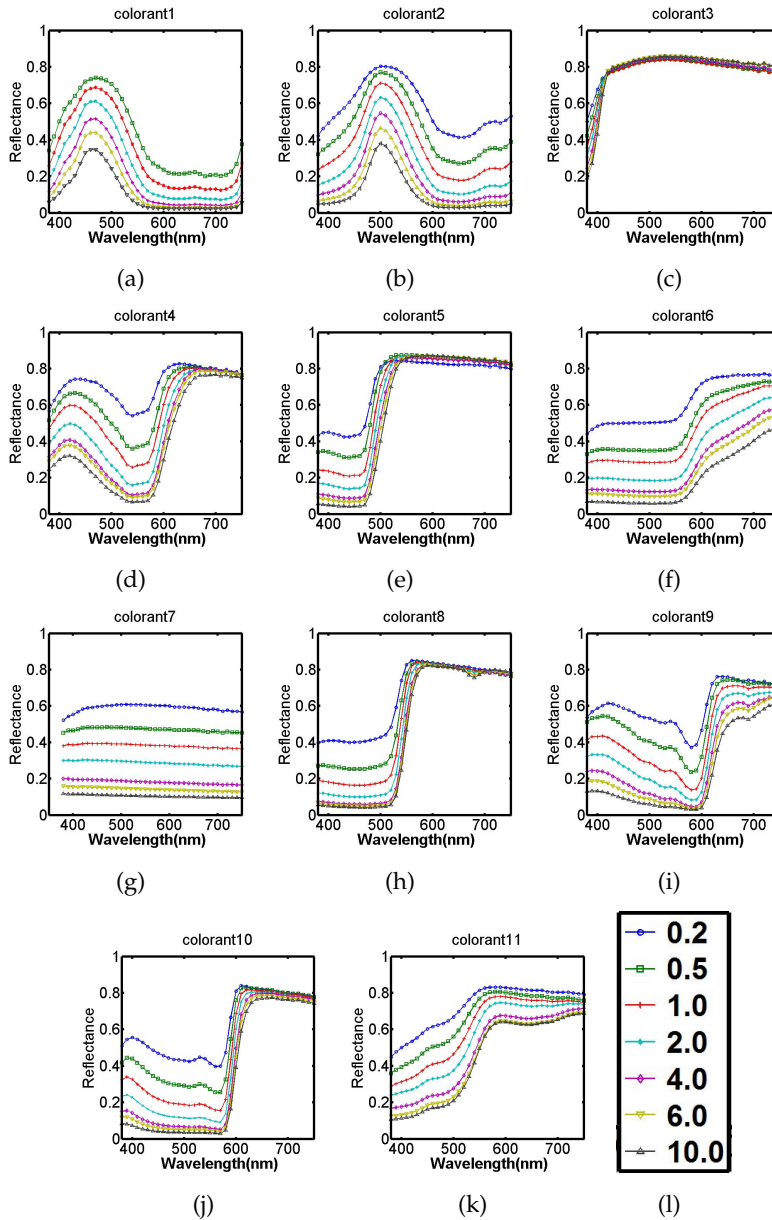 colorant1
colorant2
colorant3
1
0.8
0.6
0.4
0.2
0
Reflectance
400 500 600 700
Wavelength(nm)
1
0.8
0.6
0.4
0.2
0
Reflectance
400 500 600 700
Wavelength(nm)
1
0.8
0.6
0.4
0.2
0
Reflectance
400 500 600 700
Wavelength(nm)
(a)
(b)
(c)
colorant4
colorant5
colorant6
1
0.8
0.6
0.4
0.2
0
Reflectance
400 500 600 700
Wavelength(nm)
1
0.8
0.6
0.4
0.2
0
Reflectance
400 500 600 700
Wavelength(nm)
1
0.8
0.6
0.4
0.2
0
Reflectance
400 500 600 700
Wavelength(nm)
(d)
(e)
(f)
colorant7
colorant8
colorant9
1
0.8
0.6
0.4
0.2
0
Reflectance
400 500 600 700
Wavelength(nm)
1
0.8
0.6
0.4
0.2
0
Reflectance
400 500 600 700
Wavelength(nm)
1
0.8
0.6
0.4
0.2
0
Reflectance
400 500 600 700
Wavelength(nm)
(g)
(h)
(i)
colorant10
colorant11
1
0.8
0.6
0.4
0.2
0
Reflectance
400 500 600 700
Wavelength(nm)
1
0.8
0.6
0.4
0.2
0
Reflectance
400 500 600 700
Wavelength(nm)
0.2
0.5
1.0
2.0
4.0
6.0
10.0
(j)
(k)
(l)